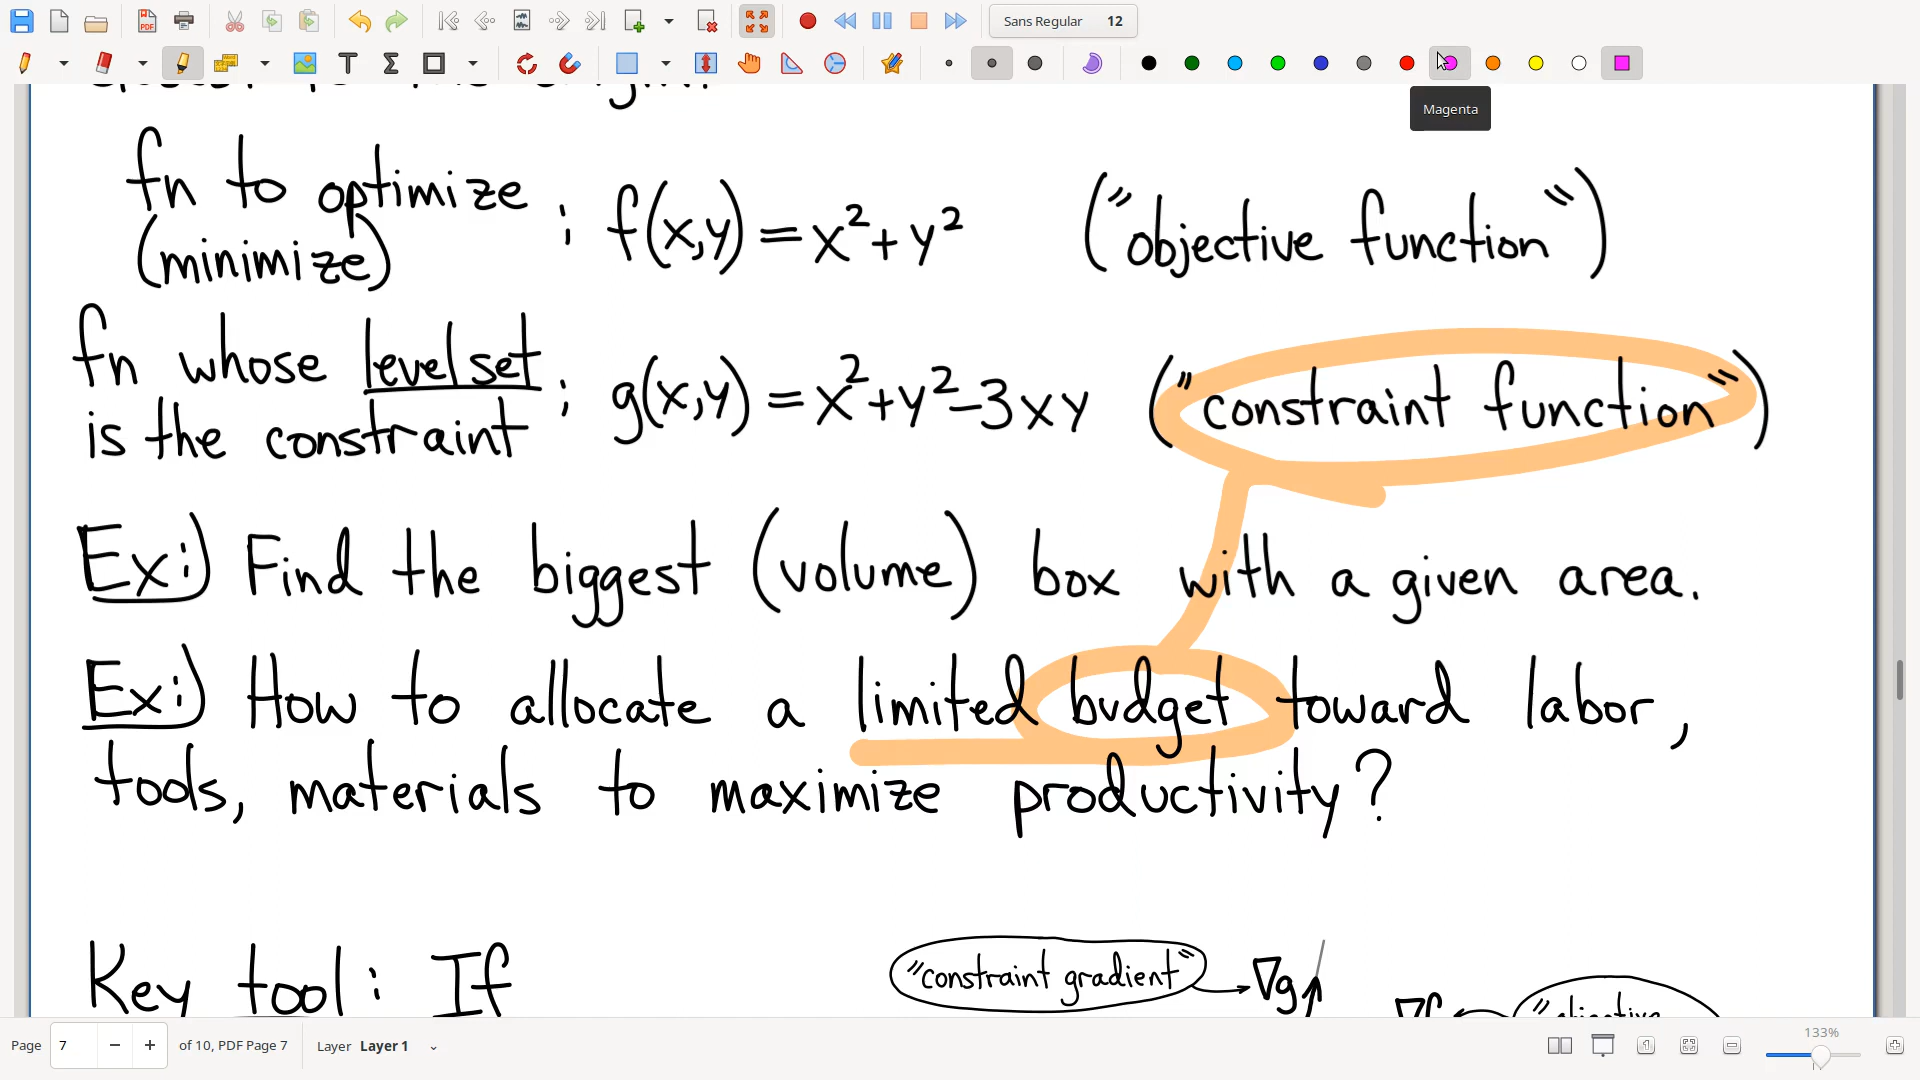 Sans Regular 12
Magenta
fn to optimize
(minimize)
: f(x,y) = x²+y² ("objective function")
fn whose level set
is the constraint
: g(x,y) = x²+y²-3xy ("constraint function")
Ex: Find the biggest (volume) box with a given area.
Ex: How to allocate a limited budget toward labor,
tools, materials to maximize productivity?
Key tool: If
"constraint gradient" → ∇g
Page 7 of 10, PDF Page 7 Layer Layer 1
133%